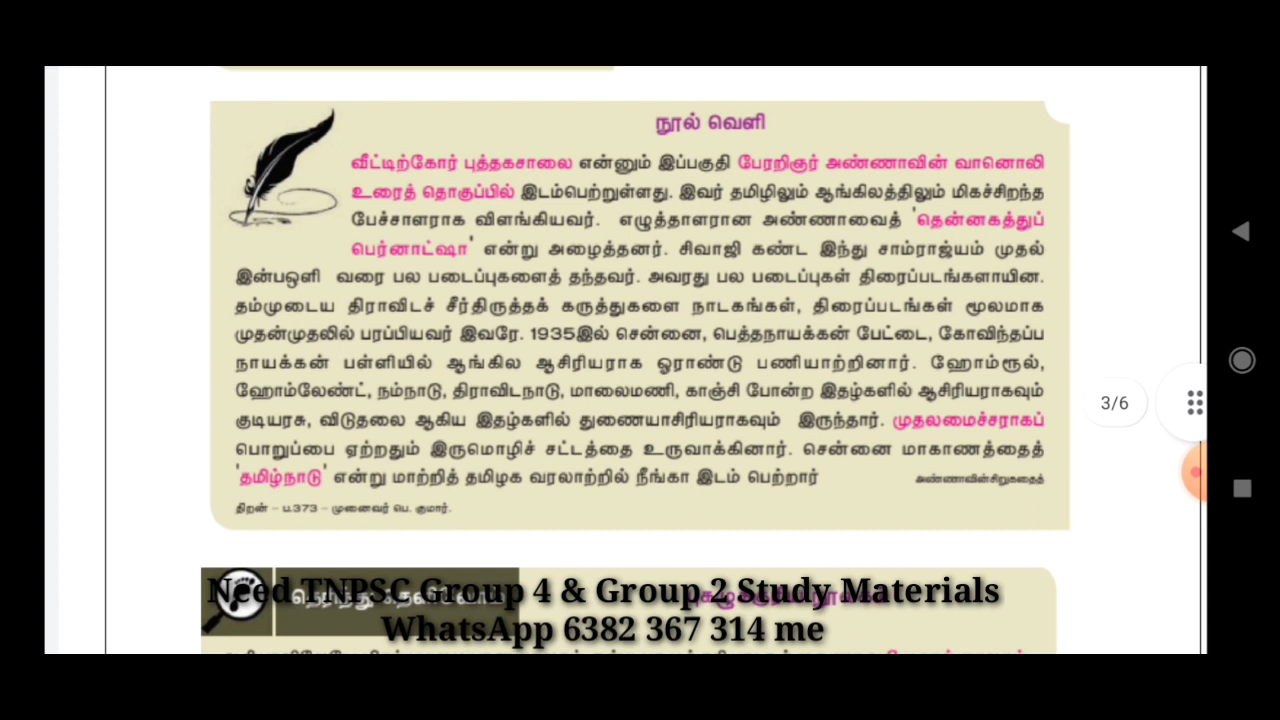 நூல் வெளி
வீட்டிற்கோர் புத்தகசாலை என்னும் இப்பகுதி பேரறிஞர் அண்ணாவின் வானொலி
உரைத் தொகுப்பில் இடம்பெற்றுள்ளது. இவர் தமிழிலும் ஆங்கிலத்திலும் மிகச்சிறந்த
பேச்சாளராக விளங்கியவர். எழுத்தாளரான அண்ணாவைத் 'தென்னகத்துப்
பெர்னாட்ஷா' என்று அழைத்தனர். சிவாஜி கண்ட இந்து சாம்ராஜ்யம் முதல்
இன்பஒளி வரை பல படைப்புகளைத் தந்தவர். அவரது பல படைப்புகள் திரைப்படங்களாயின.
தம்முடைய திராவிடச் சீர்திருத்தக் கருத்துகளை நாடகங்கள், திரைப்படங்கள் மூலமாக
முதன்முதலில் பரப்பியவர் இவரே. 1935இல் சென்னை, பெத்தநாயக்கன் பேட்டை, கோவிந்தப்ப
நாயக்கன் பள்ளியில் ஆங்கில ஆசிரியராக ஓராண்டு பணியாற்றினார். ஹோம்ரூல்,
ஹோம்லேண்ட், நம்நாடு, திராவிடநாடு, மாலைமணி, காஞ்சி போன்ற இதழ்களில் ஆசிரியராகவும்
குடியரசு, விடுதலை ஆகிய இதழ்களில் துணையாசிரியராகவும் இருந்தார். முதலமைச்சராகப்
பொறுப்பை ஏற்றதும் இருமொழிச் சட்டத்தை உருவாக்கினார். சென்னை மாகாணத்தைத்
'தமிழ்நாடு' என்று மாற்றித் தமிழக வரலாற்றில் நீங்கா இடம் பெற்றார் அண்ணாவின்சிறுகதைத்
திறன் – ப.373 – முனைவர் பெ. குமார்.
3/6
Need TNPSC Group 4 & Group 2 Study Materials
WhatsApp 6382 367 314 me